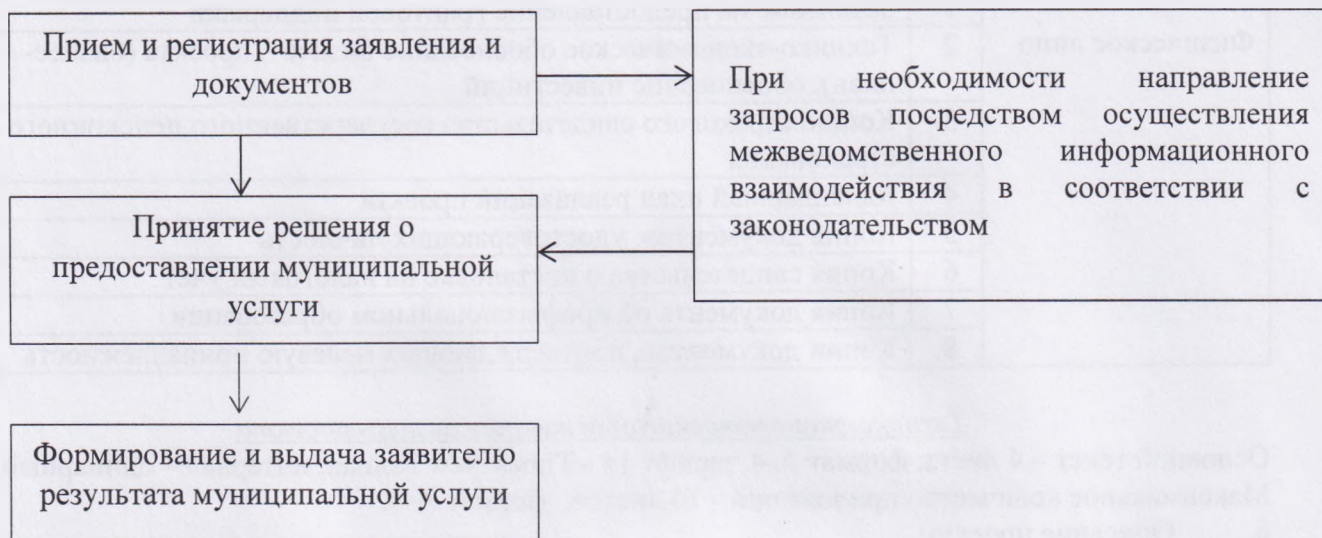 Прием и регистрация заявления и
документов
При необходимости направление
запросов посредством осуществления
межведомственного информационного
взаимодействия в соответствии с
законодательством
Принятие решения о
предоставлении муниципальной
услуги
Формирование и выдача заявителю
результата муниципальной услуги